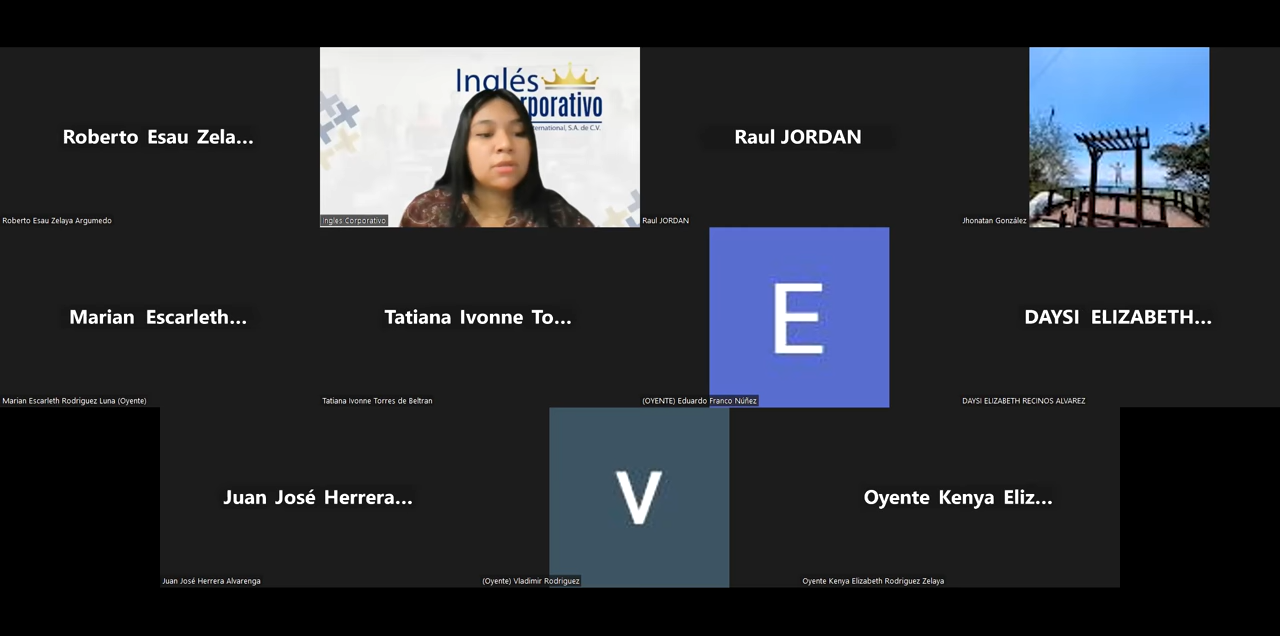 Roberto Esau Zela...
Roberto Esau Zelaya Argumedo
Inglés
rporativo
nternational, S.A. de C.V.
Ingles Corporativo
Raul JORDAN
Raul JORDAN
Jhonatan González
Marian Escarleth...
Marian Escarleth Rodriguez Luna (Oyente)
Tatiana Ivonne To...
Tatiana Ivonne Torres de Beltran
E
(OYENTE) Eduardo Franco Núñez
DAYSI ELIZABETH...
DAYSI ELIZABETH RECINOS ALVAREZ
Juan José Herrera...
Juan José Herrera Alvarenga
V
(Oyente) Vladimir Rodriguez
Oyente Kenya Eliz...
Oyente Kenya Elizabeth Rodriguez Zelaya